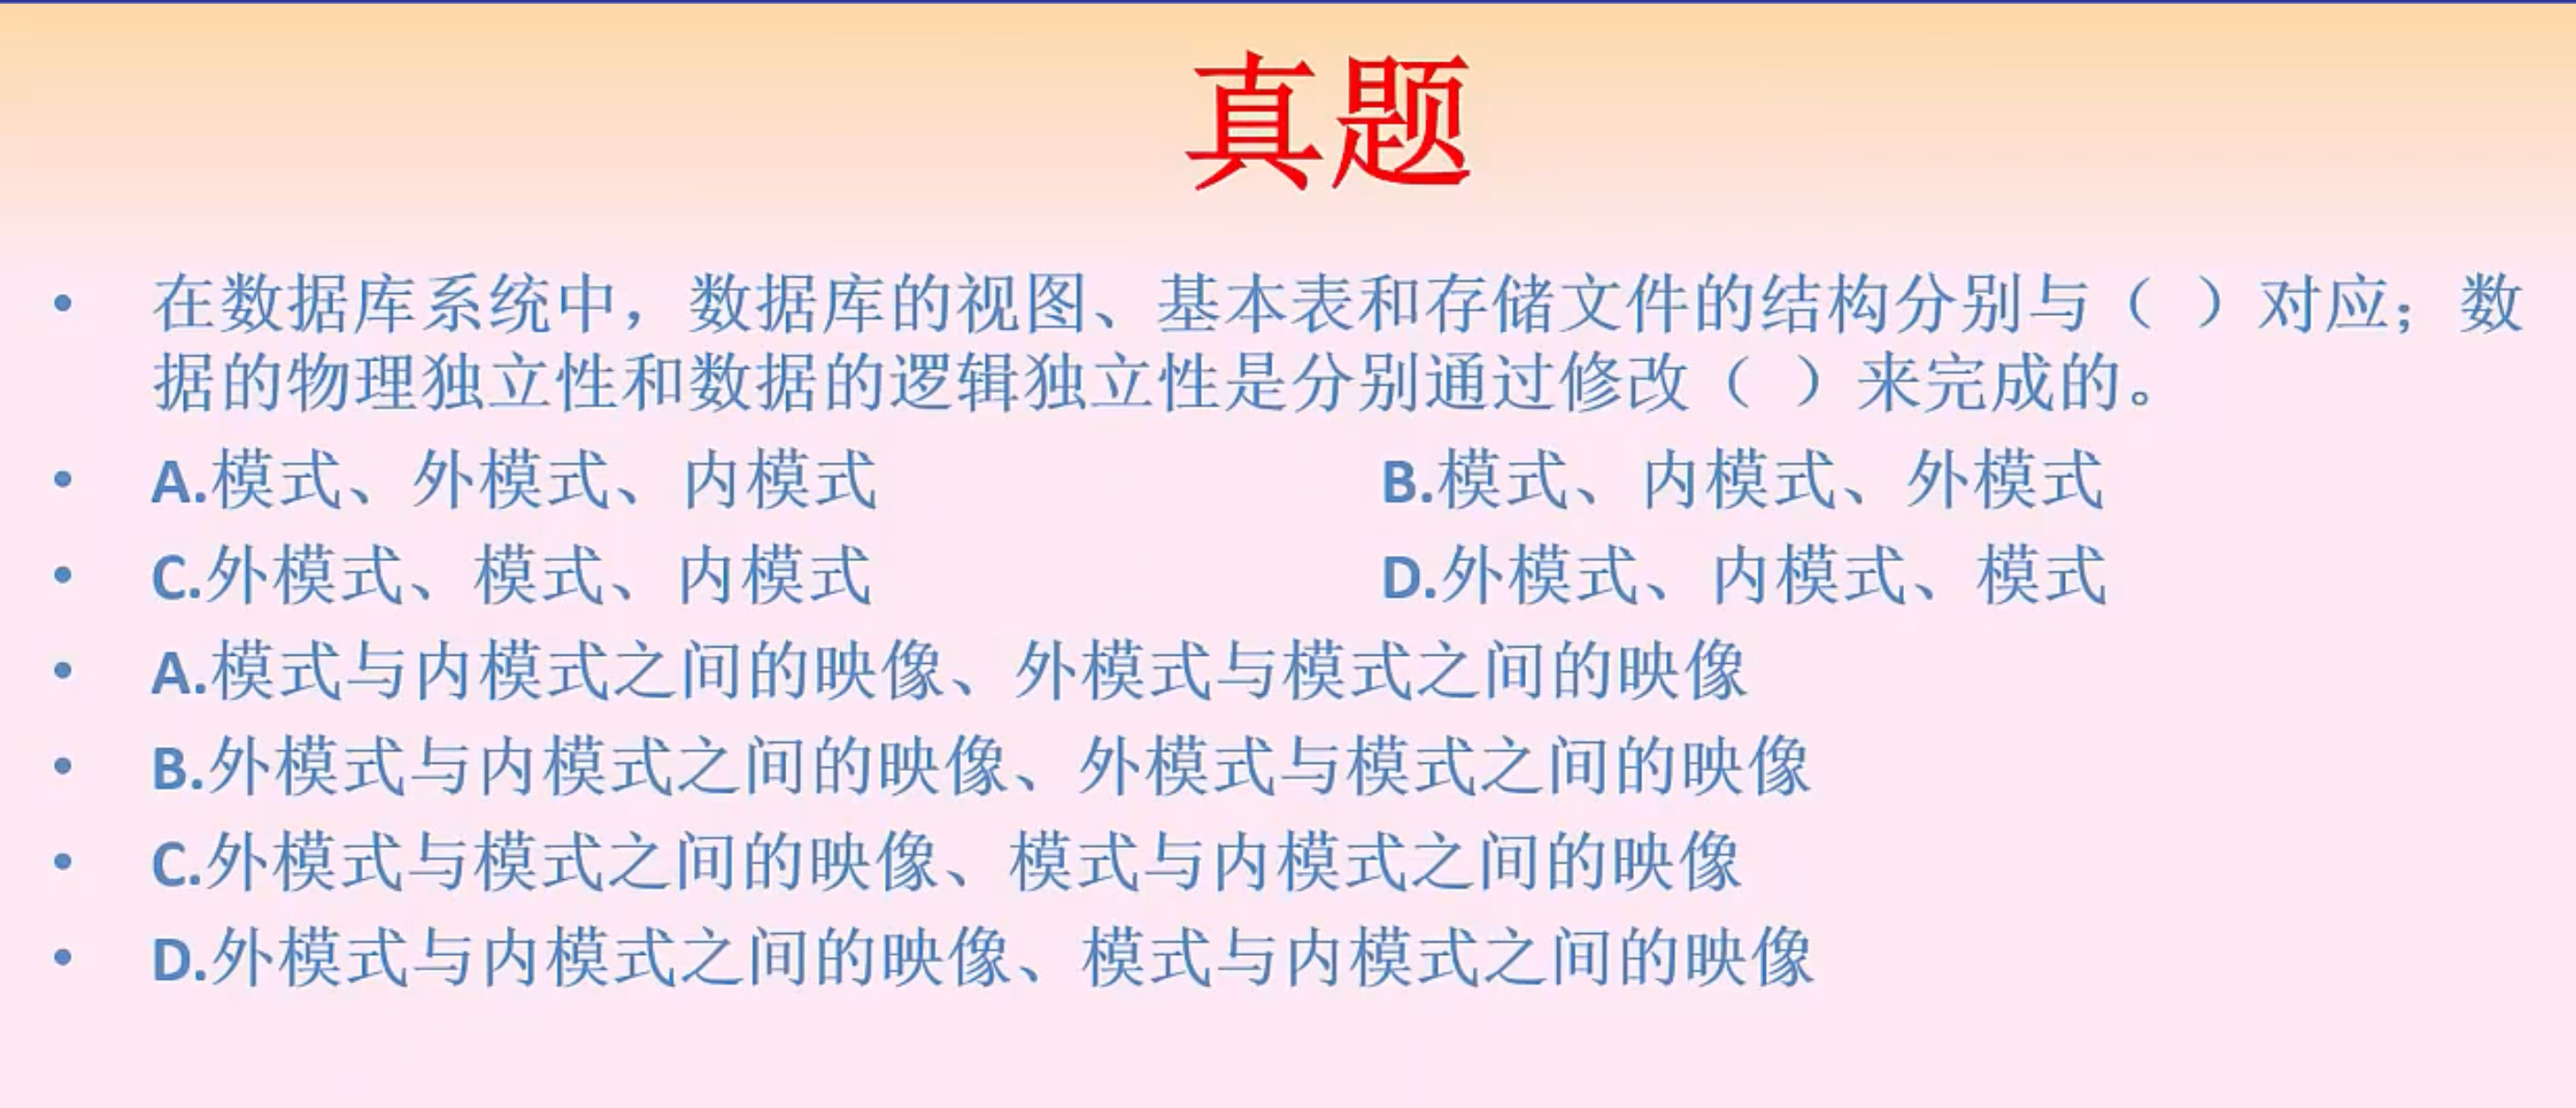 真题
• 在数据库系统中，数据库的视图、基本表和存储文件的结构分别与（ ）对应；数
据的物理独立性和数据的逻辑独立性是分别通过修改（ ）来完成的。
• A.模式、外模式、内模式 B.模式、内模式、外模式
• C.外模式、模式、内模式 D.外模式、内模式、模式
• A.模式与内模式之间的映像、外模式与模式之间的映像
• B.外模式与内模式之间的映像、外模式与模式之间的映像
• C.外模式与模式之间的映像、模式与内模式之间的映像
• D.外模式与内模式之间的映像、模式与内模式之间的映像